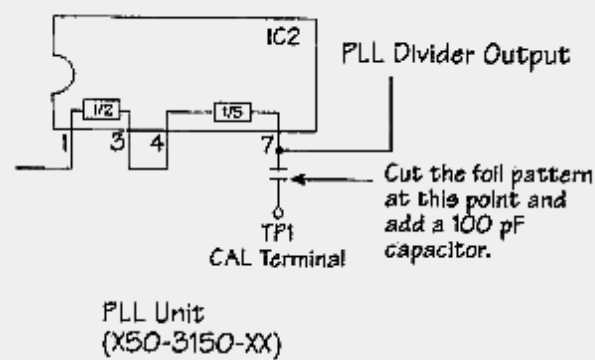 IC2
PLL Divider Output
1/2
1/5
1 3 4 7
Cut the foil pattern
at this point and
add a 100 pF
capacitor.
TP1
CAL Terminal
PLL Unit
(X50-3150-XX)